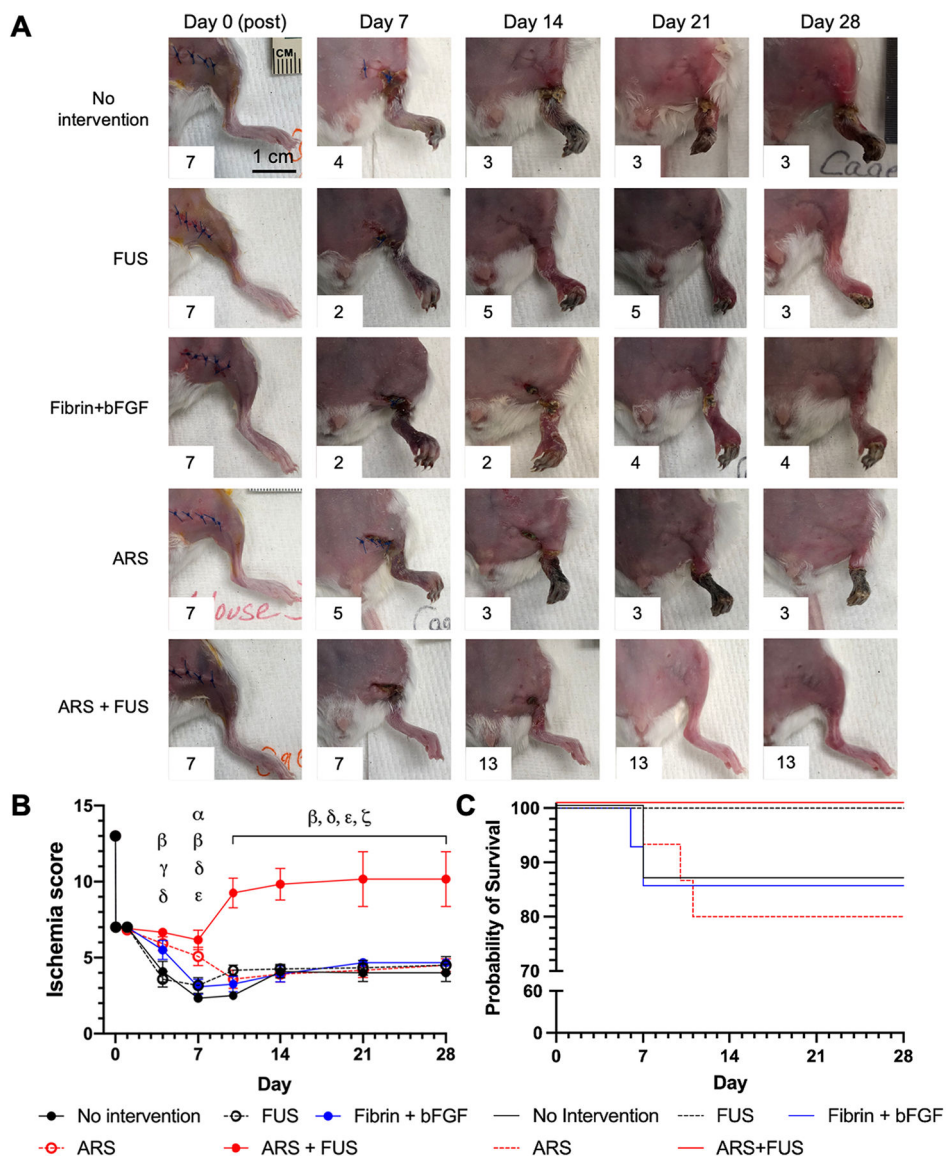 A
Day 0 (post)
Day 7
Day 14
Day 21
Day 28
No
intervention
CM
1 cm
7
4
3
3
3
Cage
FUS
7
2
5
5
3
Fibrin+bFGF
7
2
2
4
4
ARS
7
5
3
3
3
Mouse
Cag
ARS + FUS
7
7
13
13
13
B
Ischemia score
15
10
5
0
β
γ
δ
α
β
δ
ε
β, δ, ε, ζ
0
7
14
21
28
Day
No intervention
FUS
Fibrin + bFGF
ARS
ARS + FUS
C
Probability of Survival
100
90
80
70
60
0
0
7
14
21
28
Day
No Intervention
FUS
Fibrin + bFGF
ARS
ARS+FUS